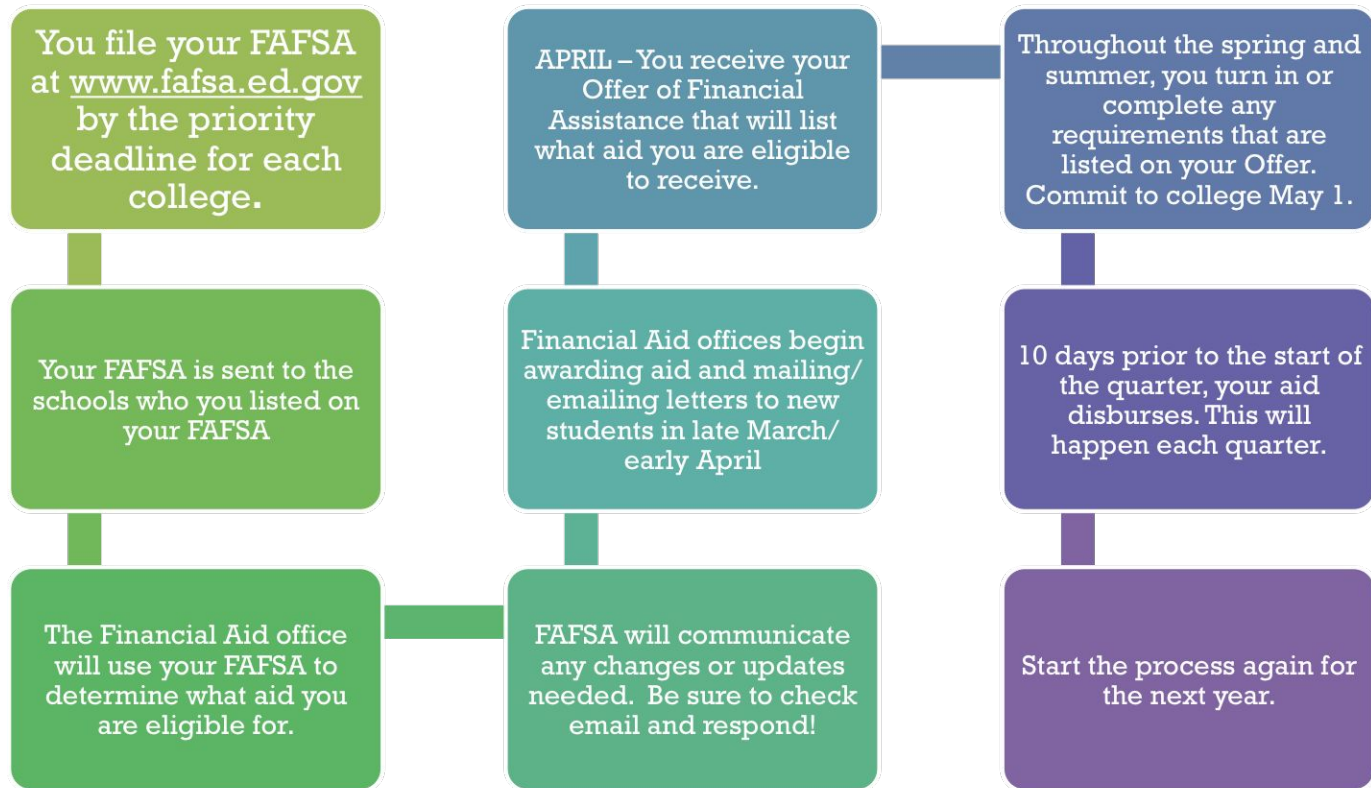 You file your FAFSA
at www.fafsa.ed.gov
by the priority
deadline for each
college.
Your FAFSA is sent to the
schools who you listed on
your FAFSA
The Financial Aid office
will use your FAFSA to
determine what aid you
are eligible for.
FAFSA will communicate
any changes or updates
needed.  Be sure to check
email and respond!
Financial Aid offices begin
awarding aid and mailing/
emailing letters to new
students in late March/
early April
APRIL – You receive your
Offer of Financial
Assistance that will list
what aid you are eligible
to receive.
Throughout the spring and
summer, you turn in or
complete any
requirements that are
listed on your Offer.
Commit to college May 1.
10 days prior to the start of
the quarter, your aid
disburses. This will
happen each quarter.
Start the process again for
the next year.